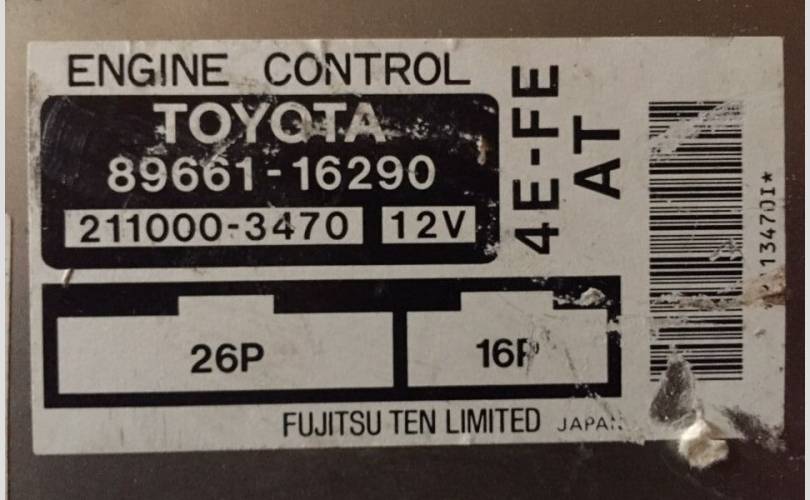 ENGINE CONTROL
TOYOTA
89661-16290
211000-3470 12V
4E-FE
AT
26P 16P
FUJITSU TEN LIMITED JAPAN